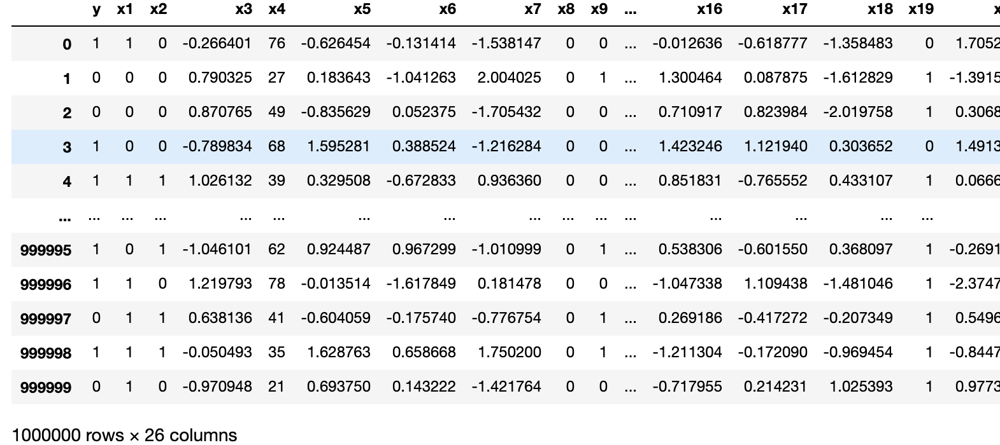 y x1 x2 x3 x4 x5 x6 x7 x8 x9 ... x16 x17 x18 x19 x
0 1 1 0 -0.266401 76 -0.626454 -0.131414 -1.538147 0 0 ... -0.012636 -0.618777 -1.358483 0 1.7052
1 0 0 0 0.790325 27 0.183643 -1.041263 2.004025 0 1 ... 1.300464 0.087875 -1.612829 1 -1.3915
2 0 0 0 0.870765 49 -0.835629 0.052375 -1.705432 0 0 ... 0.710917 0.823984 -2.019758 1 0.3068
3 1 0 0 -0.789834 68 1.595281 0.388524 -1.216284 0 0 ... 1.423246 1.121940 0.303652 0 1.4913
4 1 1 1 1.026132 39 0.329508 -0.672833 0.936360 0 0 ... 0.851831 -0.765552 0.433107 1 0.0666
... ... ... ... ... ... ... ... ... ... ... ... ... ... ... ...
999995 1 0 1 -1.046101 62 0.924487 0.967299 -1.010999 0 1 ... 0.538306 -0.601550 0.368097 1 -0.2691
999996 1 1 0 1.219793 78 -0.013514 -1.617849 0.181478 0 0 ... -1.047338 1.109438 -1.481046 1 -2.3747
999997 0 1 1 0.638136 41 -0.604059 -0.175740 -0.776754 0 1 ... 0.269186 -0.417272 -0.207349 1 0.5496
999998 1 1 1 -0.050493 35 1.628763 0.658668 1.750200 0 1 ... -1.211304 -0.172090 -0.969454 1 -0.8447
999999 0 1 0 -0.970948 21 0.693750 0.143222 -1.421764 0 0 ... -0.717955 0.214231 1.025393 1 0.9773
1000000 rows × 26 columns